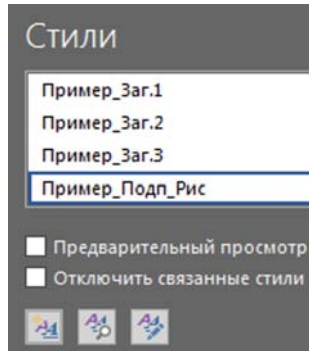 Стили
Пример_Заг.1
Пример_Заг.2
Пример_Заг.3
Пример_Подп_Рис
Предварительный просмотр
Отключить связанные стили